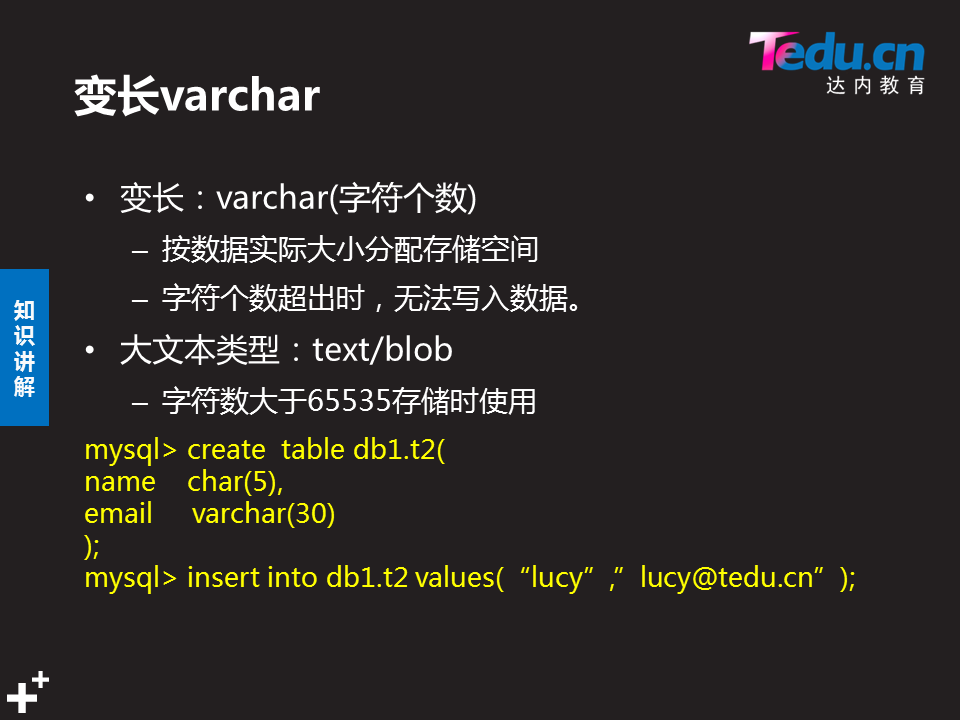 Tedu.cn
达内教育
变长varchar
• 变长：varchar(字符个数)
– 按数据实际大小分配存储空间
– 字符个数超出时，无法写入数据。
• 大文本类型：text/blob
– 字符数大于65535存储时使用
知识讲解
mysql> create table db1.t2(
name char(5),
email varchar(30)
);
mysql> insert into db1.t2 values(“lucy”,”lucy@tedu.cn”);